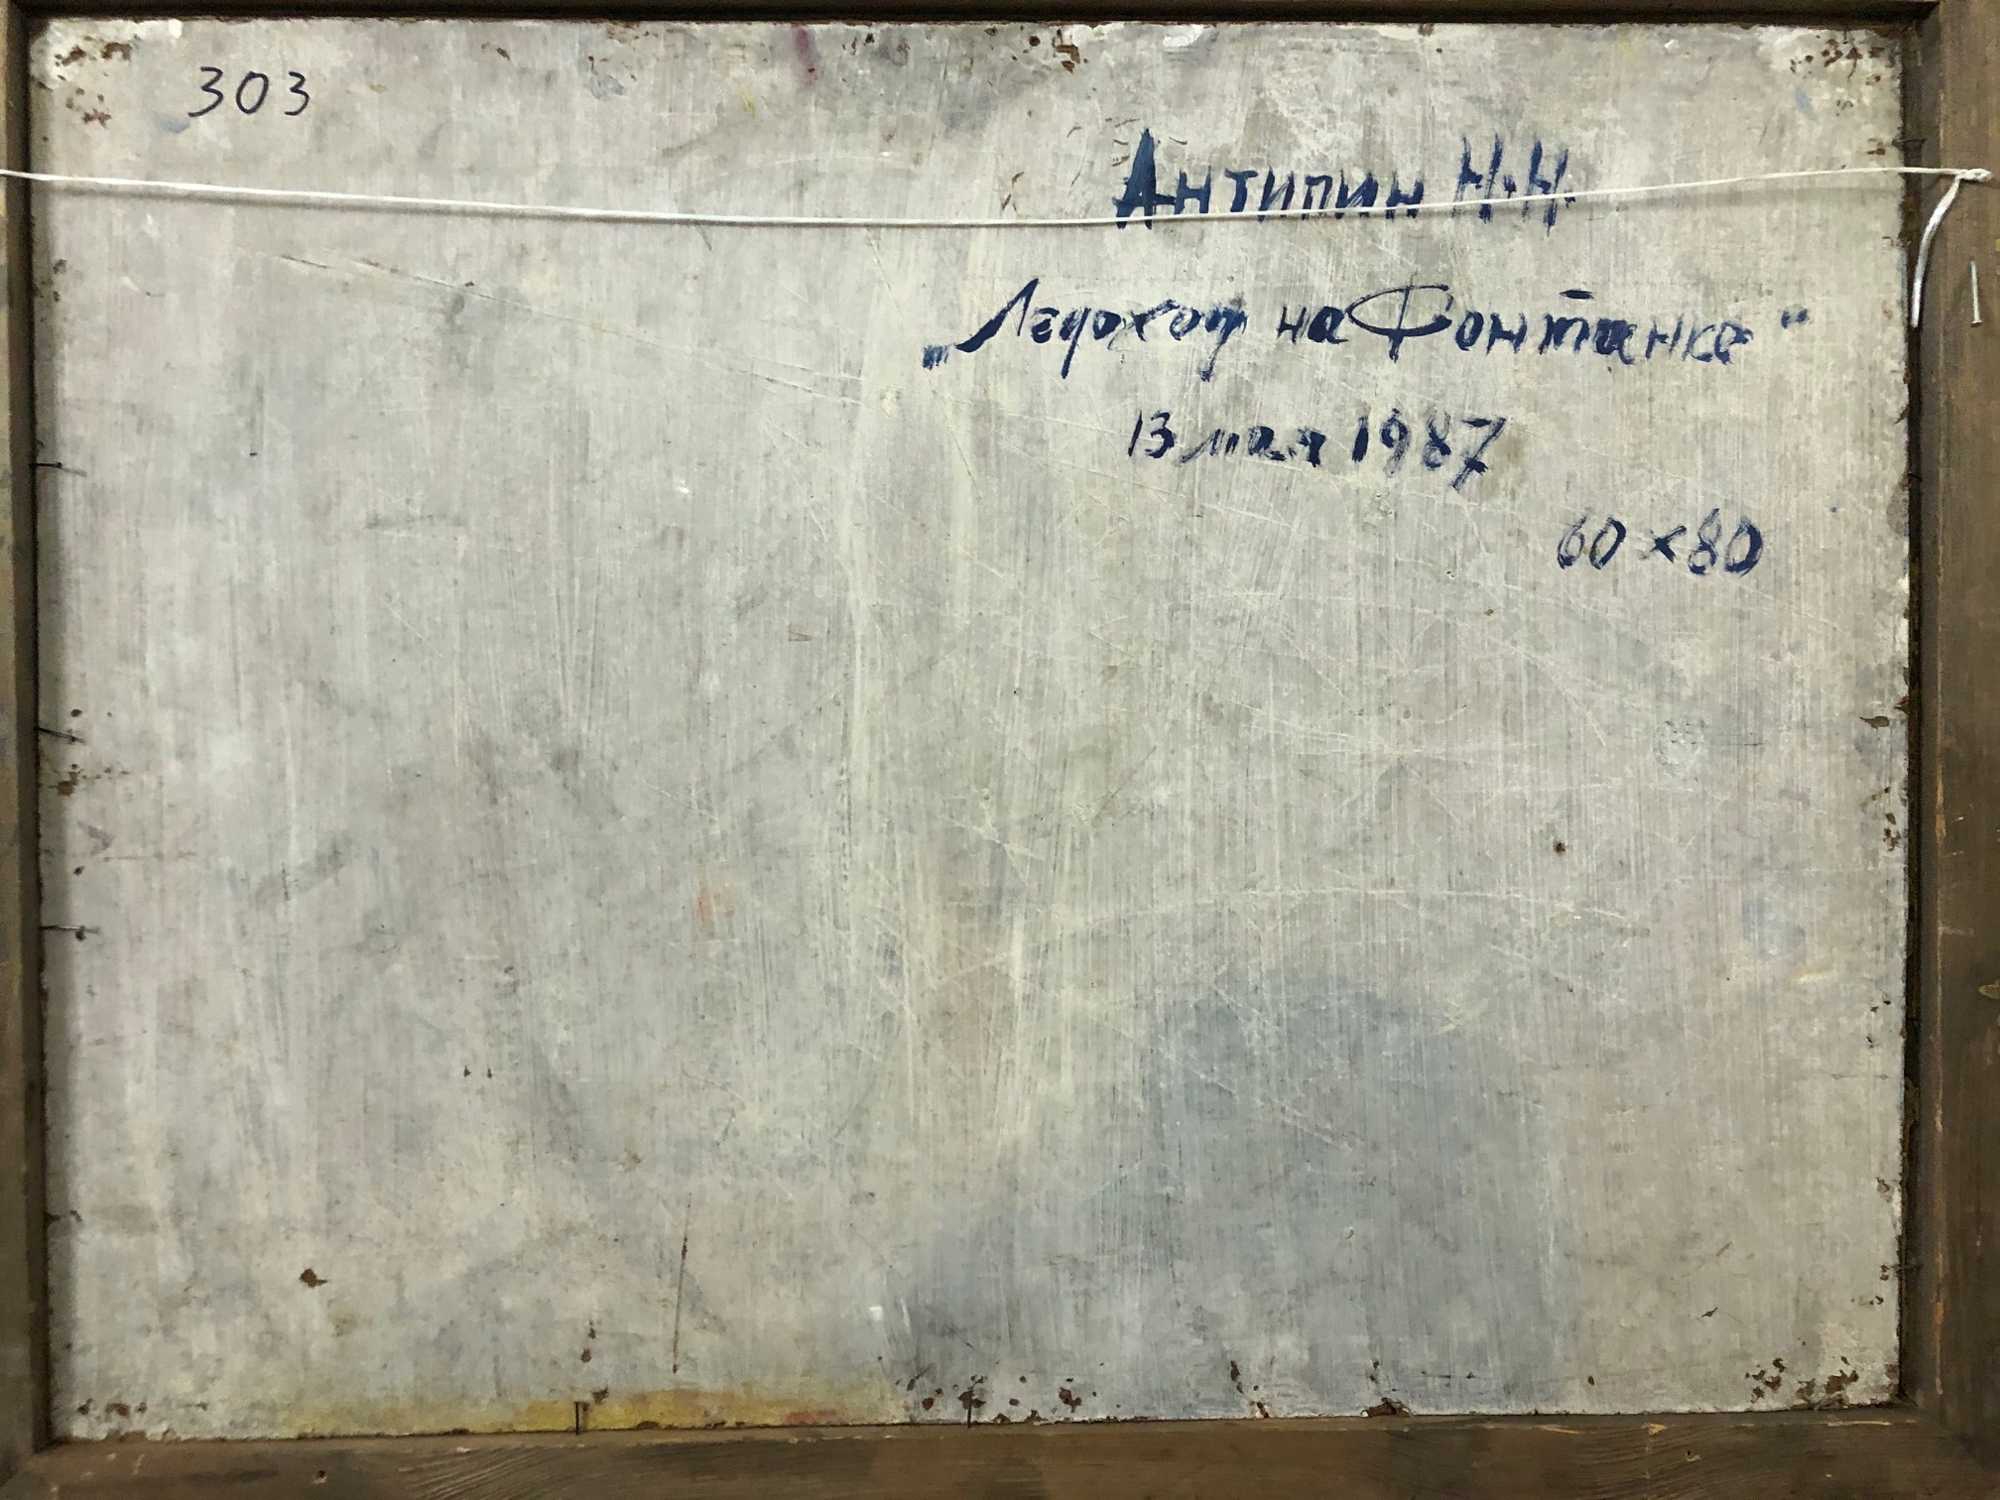 303
Антипин Н.Н.
„Ледоход на Фонтанке“
13 мая 1987
60 x 80